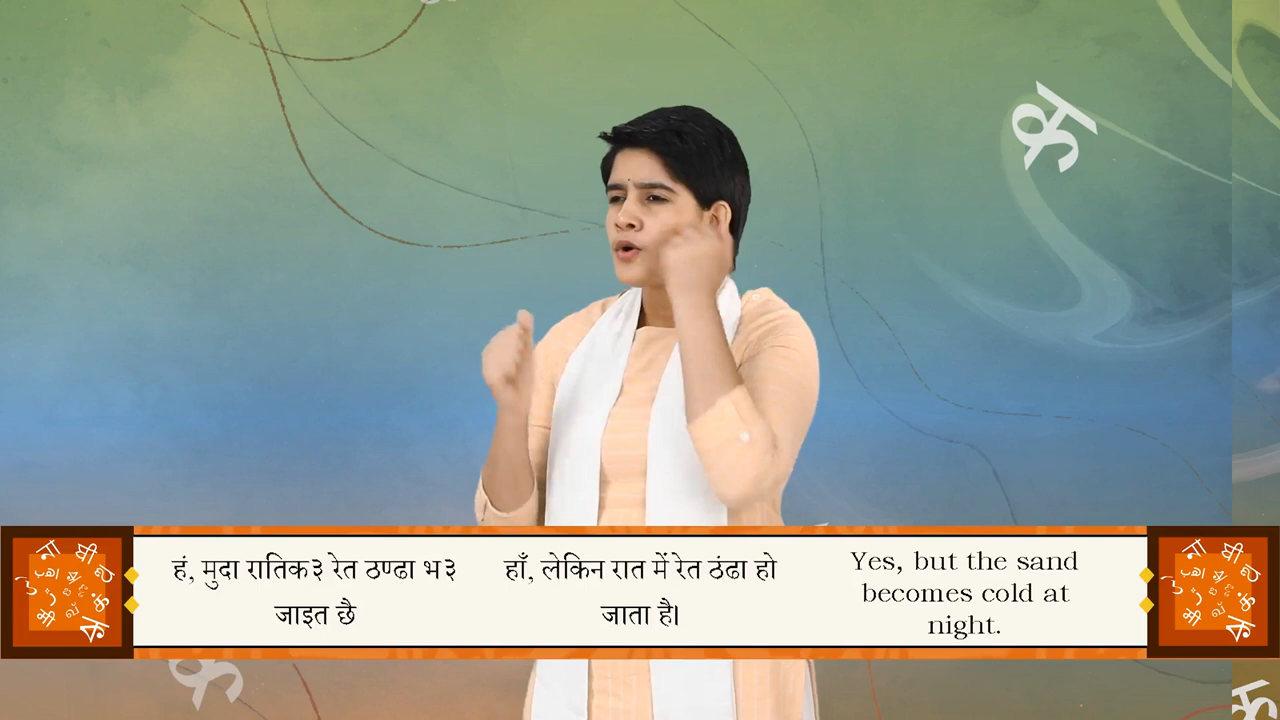 हं, मुदा रातिक३ रेत ठण्ढा भ३
जाइत छै
हाँ, लेकिन रात में रेत ठंढा हो
जाता है।
Yes, but the sand
becomes cold at
night.